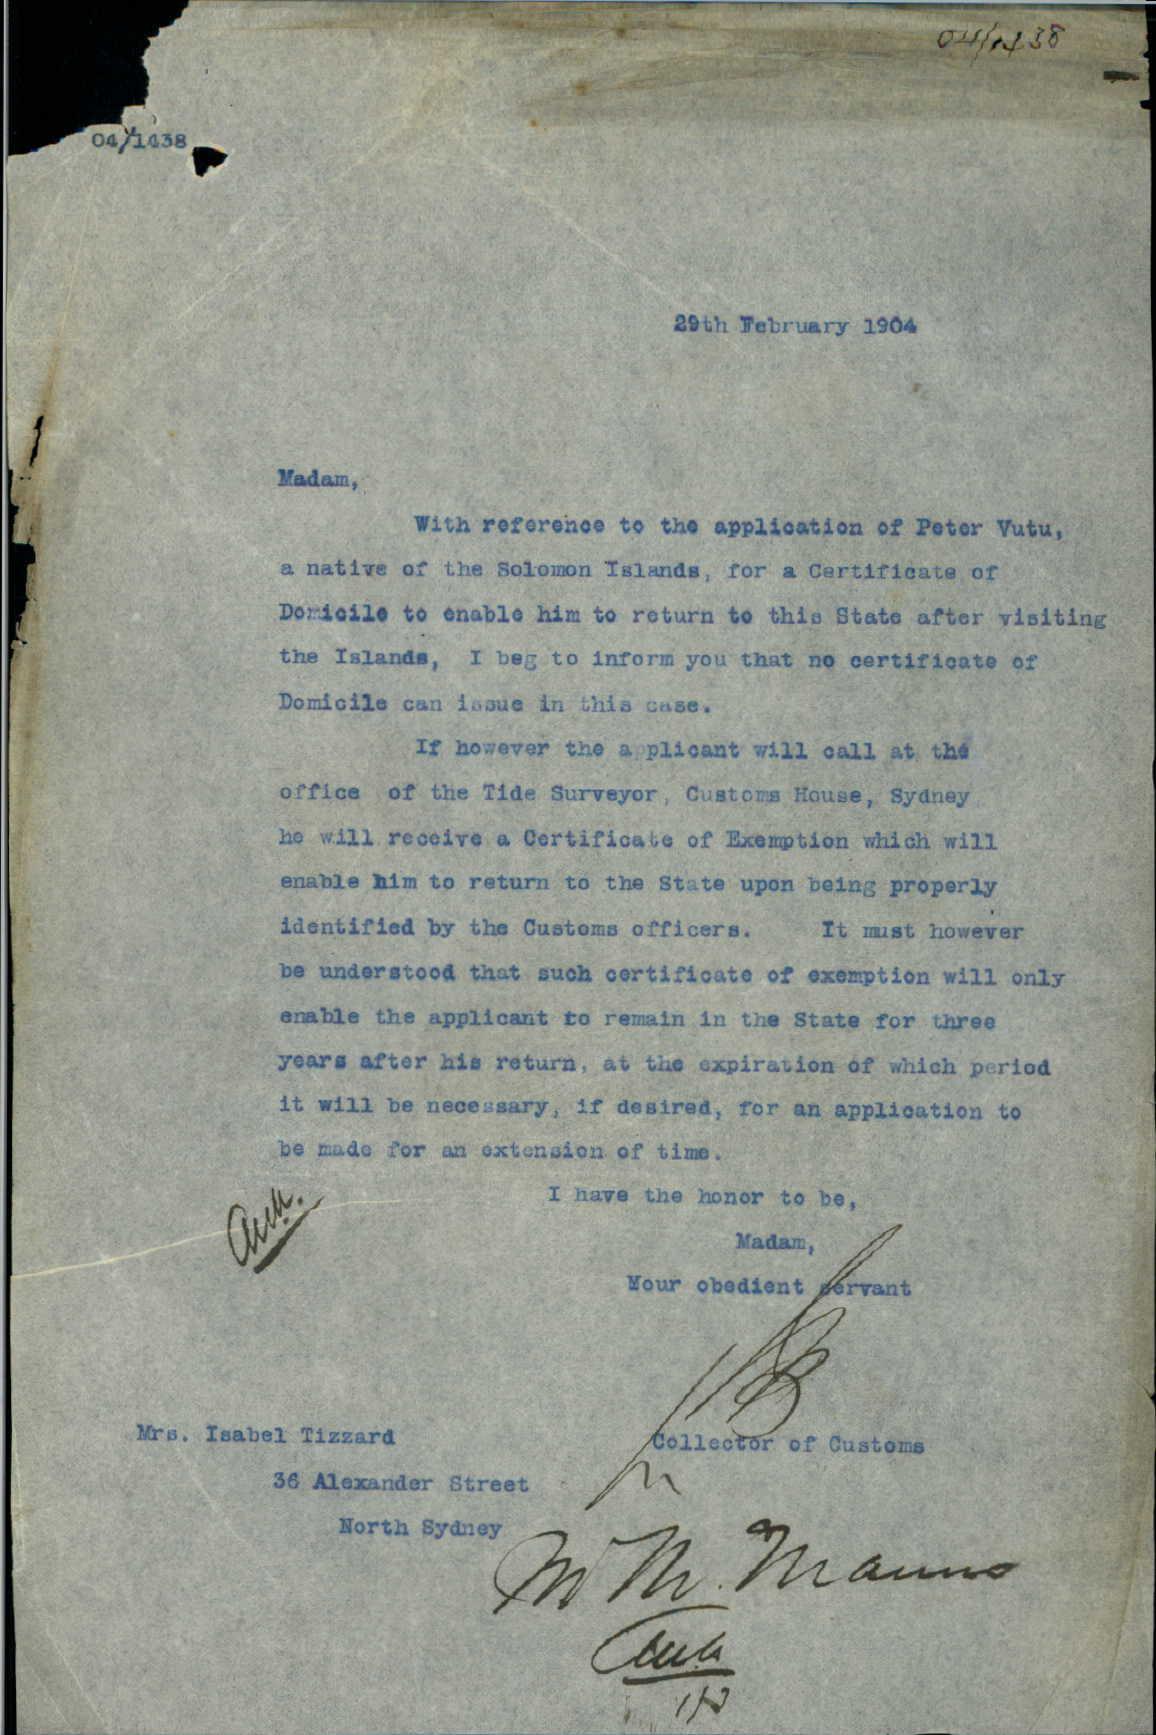 04/1438
04/1438
29th February 1904
Madam,
With reference to the application of Peter Vutu,
a native of the Solomon Islands, for a Certificate of
Domicile to enable him to return to this State after visiting
the Islands, I beg to inform you that no certificate of
Domicile can issue in this case.
If however the applicant will call at the
office of the Tide Surveyor, Customs House, Sydney
he will receive a Certificate of Exemption which will
enable him to return to the State upon being properly
identified by the Customs officers. It must however
be understood that such certificate of exemption will only
enable the applicant to remain in the State for three
years after his return, at the expiration of which period
it will be necessary, if desired, for an application to
be made for an extension of time.
I have the honor to be,
Madam,
Your obedient servant
Collector of Customs
Mrs. Isabel Tizzard
36 Alexander Street
North Sydney
1/3